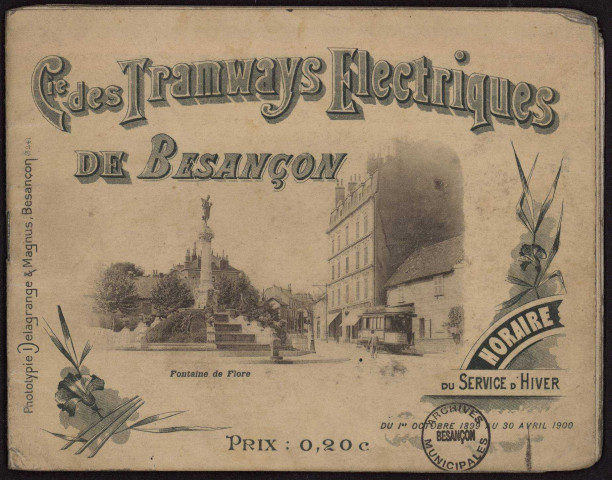 Cie des Tramways Electriques
DE BESANÇON
Phototypie Delagrange & Magnus, Besançon
Fontaine de Flore
HORAIRE
DU SERVICE D'HIVER
DU 1er OCTOBRE 1899 AU 30 AVRIL 1900
PRIX : 0,20c
ARCHIVES
BESANÇON
MUNICIPALES